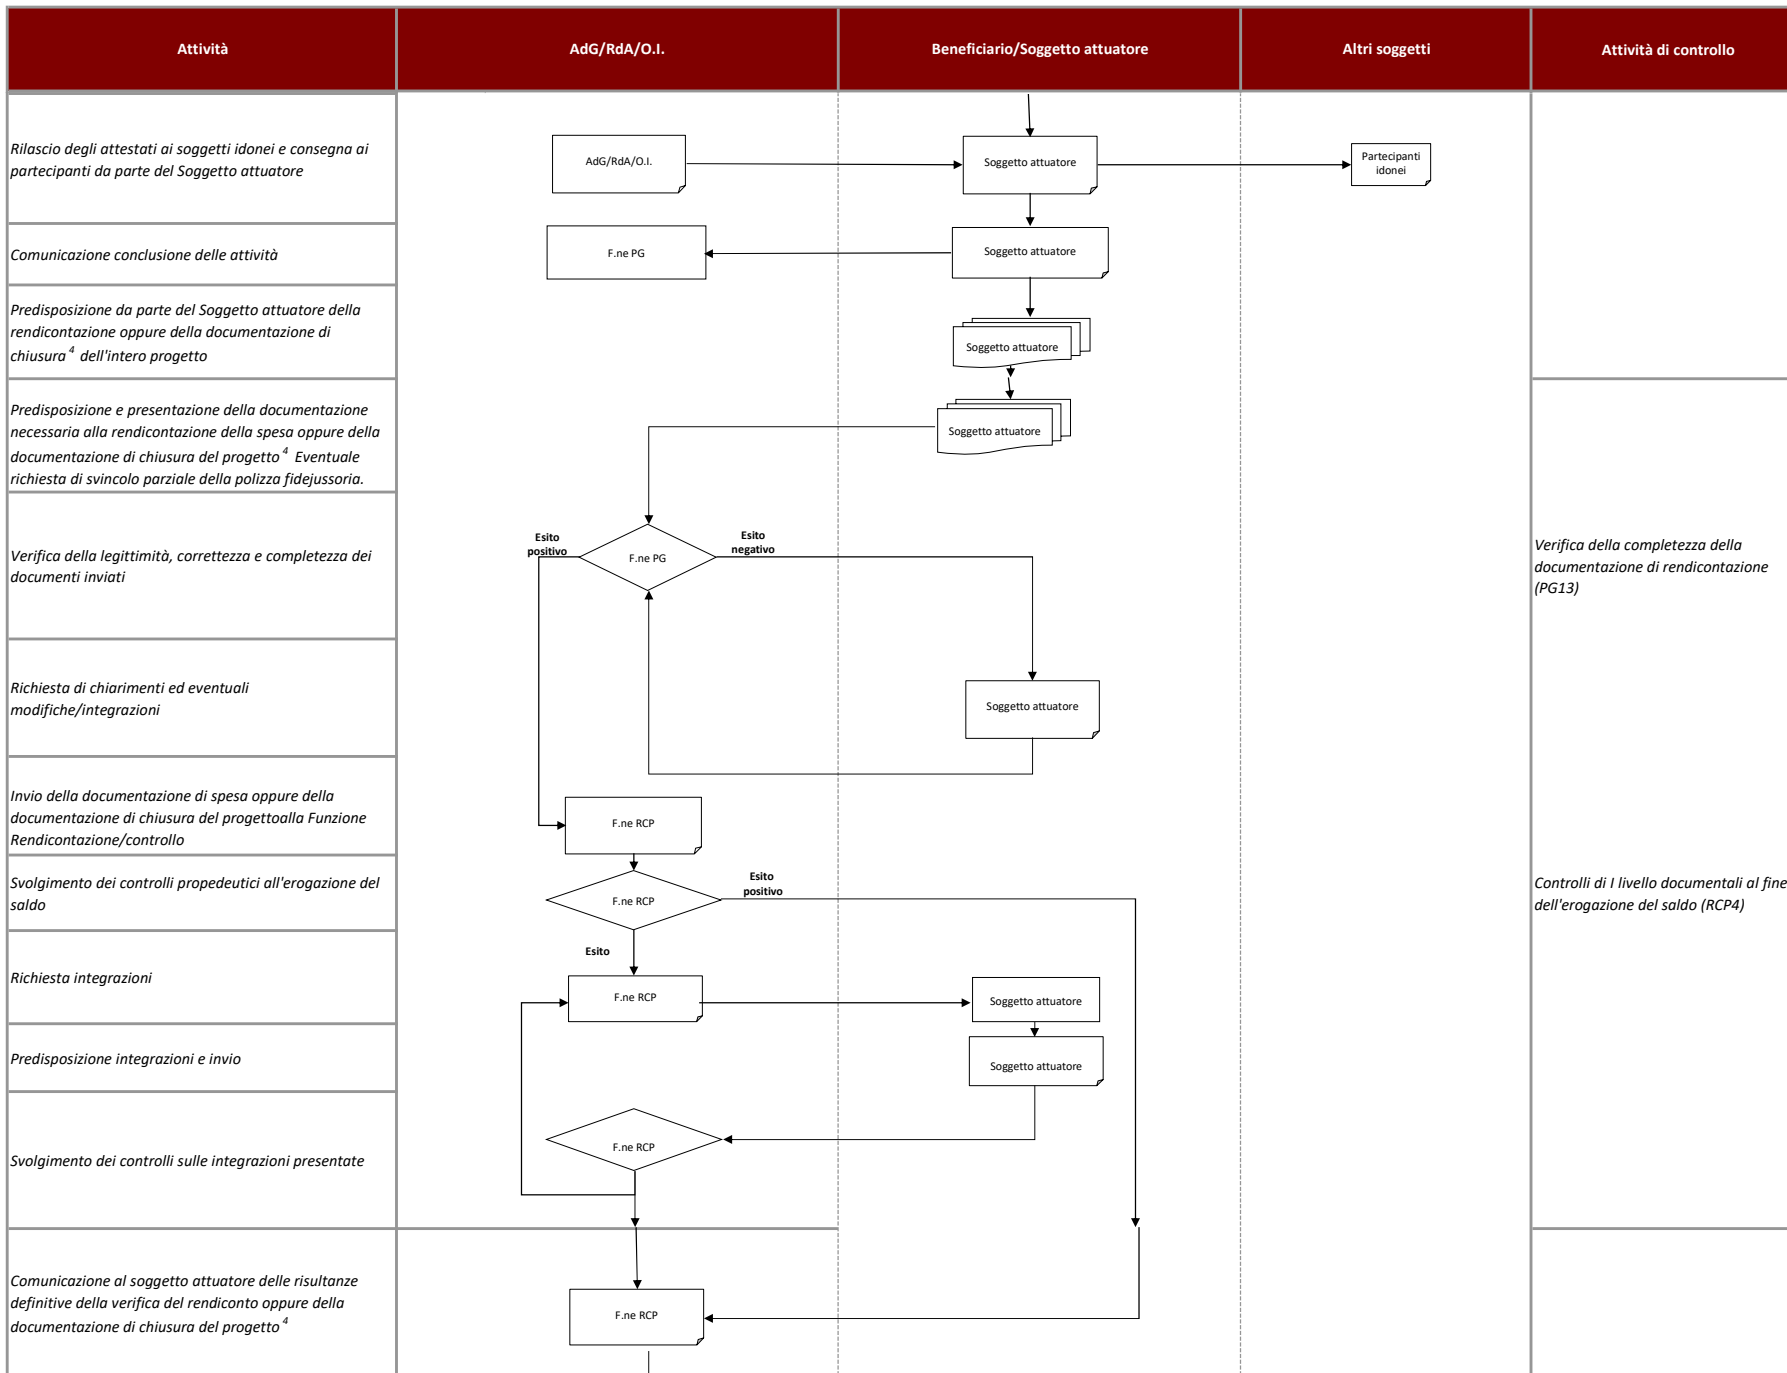 Attività
AdG/RdA/O.I.
Beneficiario/Soggetto attuatore
Altri soggetti
Attività di controllo
Rilascio degli attestati ai soggetti idonei e consegna ai
partecipanti da parte del Soggetto attuatore
AdG/RdA/O.I.
Soggetto attuatore
Partecipanti
idonei
Comunicazione conclusione delle attività
F.ne PG
Soggetto attuatore
Predisposizione da parte del Soggetto attuatore della
rendicontazione oppure della documentazione di
chiusura 4 dell'intero progetto
Soggetto attuatore
Predisposizione e presentazione della documentazione
necessaria alla rendicontazione della spesa oppure della
documentazione di chiusura del progetto 4 Eventuale
richiesta di svincolo parziale della polizza fidejussoria.
Soggetto attuatore
Verifica della legittimità, correttezza e completezza dei
documenti inviati
Esito
positivo
F.ne PG
Esito
negativo
Verifica della completezza della
documentazione di rendicontazione
(PG13)
Richiesta di chiarimenti ed eventuali
modifiche/integrazioni
Soggetto attuatore
Invio della documentazione di spesa oppure della
documentazione di chiusura del progettoalla Funzione
Rendicontazione/controllo
F.ne RCP
Svolgimento dei controlli propedeutici all'erogazione del
saldo
F.ne RCP
Esito
positivo
Controlli di I livello documentali al fine
dell'erogazione del saldo (RCP4)
Esito
Richiesta integrazioni
F.ne RCP
Soggetto attuatore
Predisposizione integrazioni e invio
Soggetto attuatore
Svolgimento dei controlli sulle integrazioni presentate
F.ne RCP
Comunicazione al soggetto attuatore delle risultanze
definitive della verifica del rendiconto oppure della
documentazione di chiusura del progetto 4
F.ne RCP